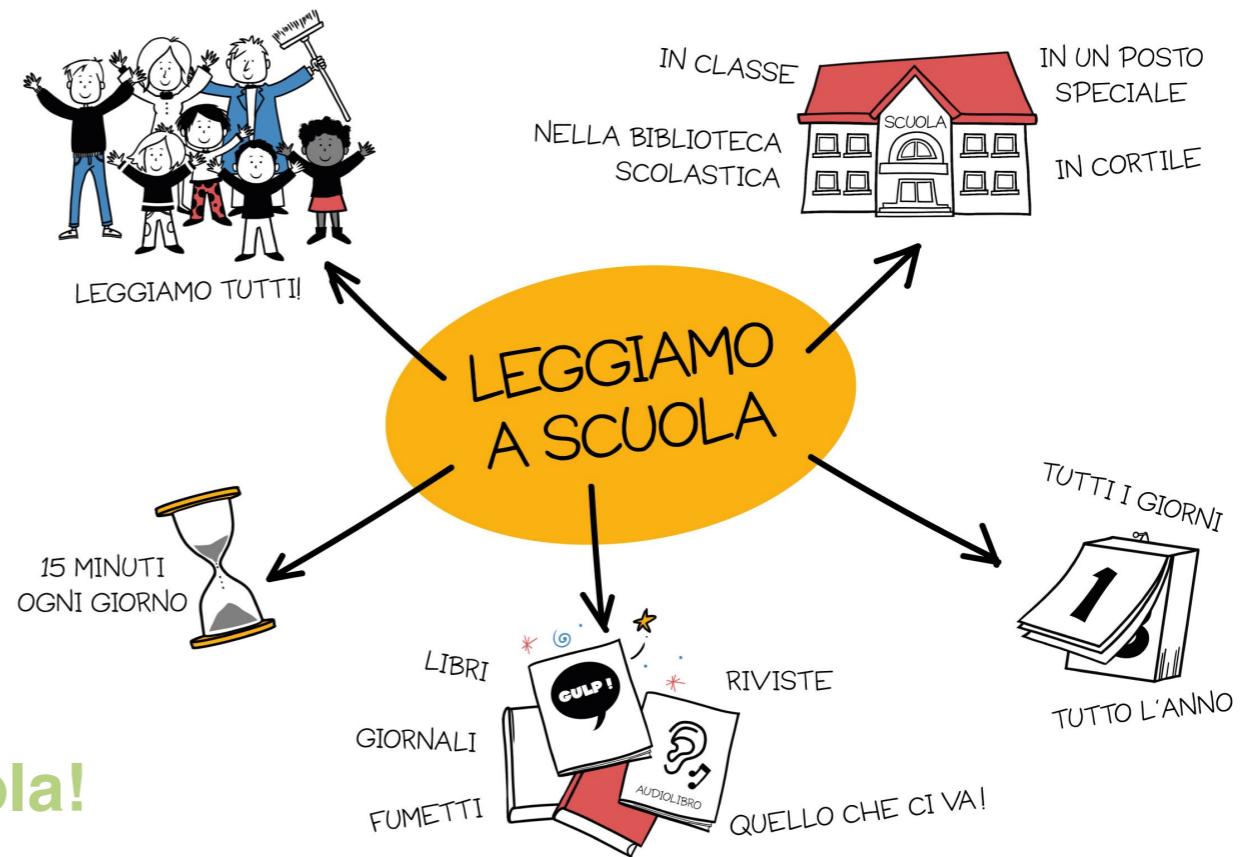 IN CLASSE
NELLA BIBLIOTECA
SCOLASTICA
SCUOLA
IN UN POSTO
SPECIALE
IN CORTILE
LEGGIAMO TUTTI!
LEGGIAMO
A SCUOLA
15 MINUTI
OGNI GIORNO
TUTTI I GIORNI
1
TUTTO L'ANNO
LIBRI
GIORNALI
FUMETTI
GULP!
AUDIOLIBRO
RIVISTE
QUELLO CHE CI VA!
ola!